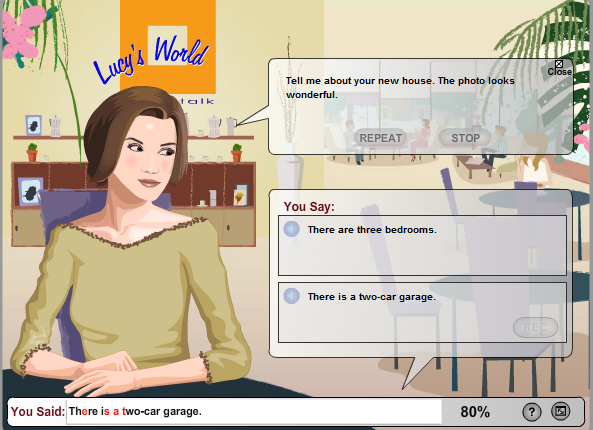 Lucy's World
talk
Close
Tell me about your new house. The photo looks
wonderful.
REPEAT STOP
You Say:
There are three bedrooms.
There is a two-car garage.
REC
You Said: There is a two-car garage. 80% ?